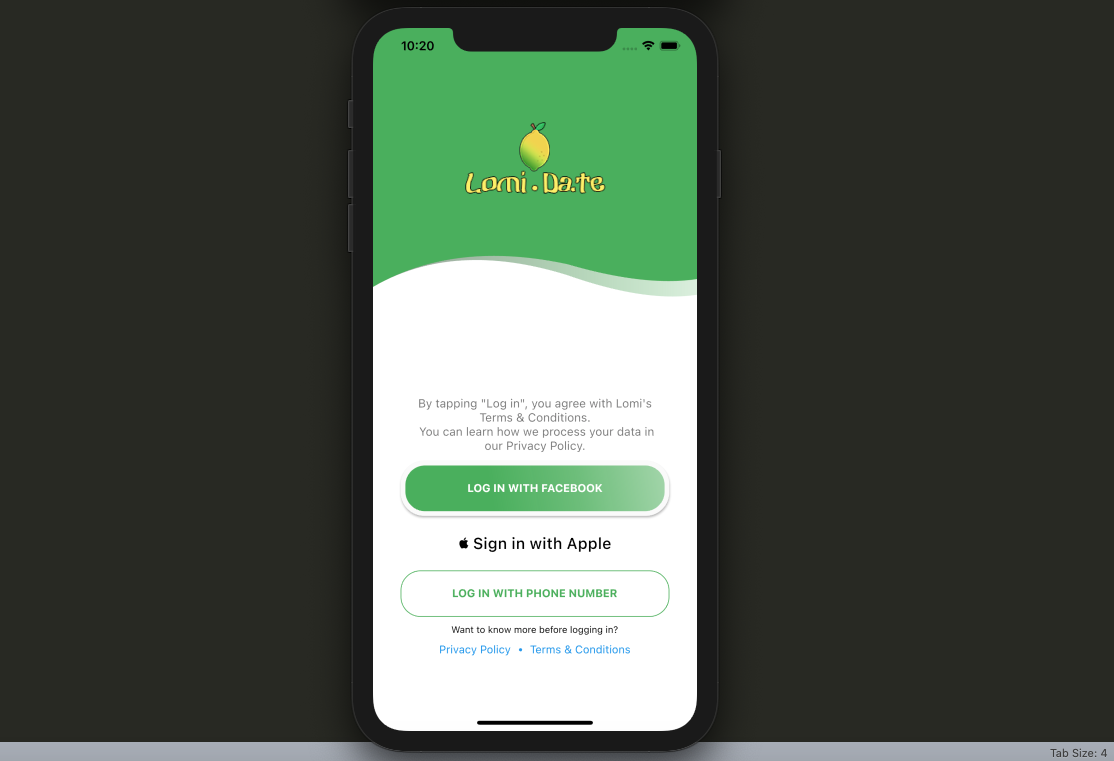 10:20
Lomi.Date
By tapping "Log in", you agree with Lomi's
Terms & Conditions.
You can learn how we process your data in
our Privacy Policy.
LOG IN WITH FACEBOOK
Sign in with Apple
LOG IN WITH PHONE NUMBER
Want to know more before logging in?
Privacy Policy • Terms & Conditions
Tab Size: 4